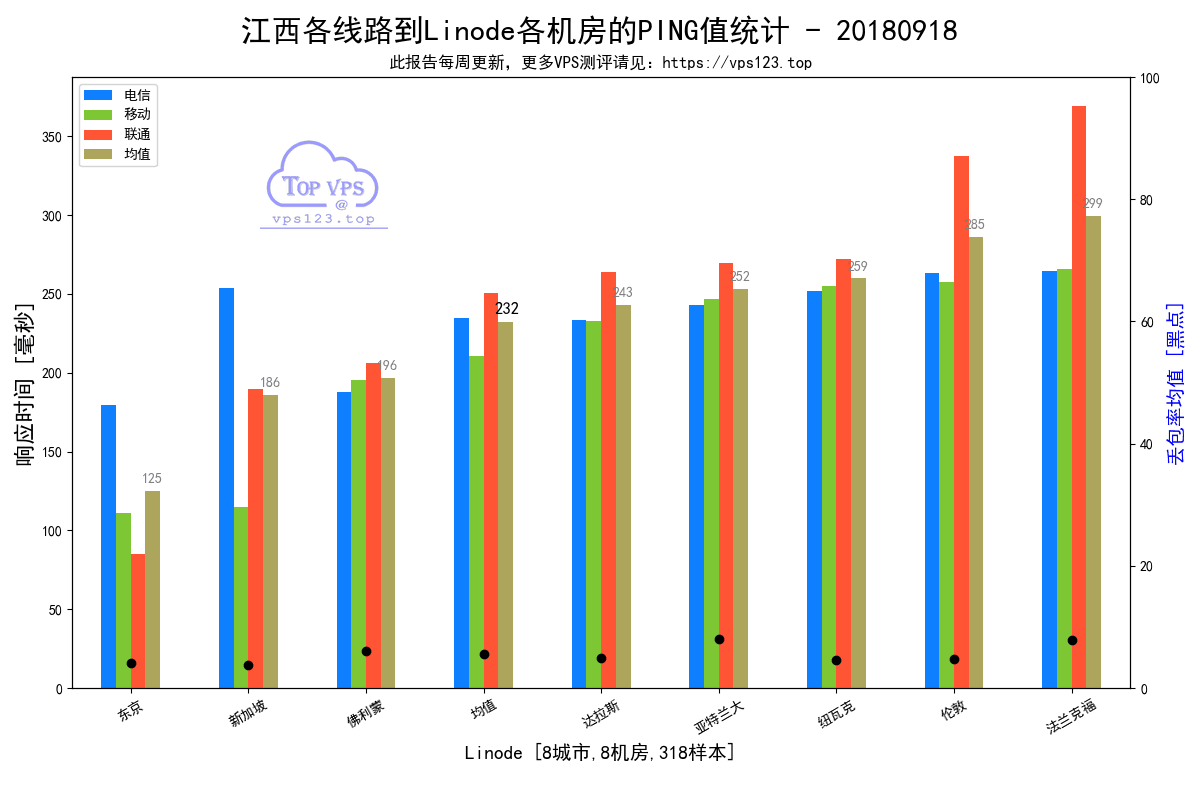 江西各线路到Linode各机房的PING值统计 - 20180918
此报告每周更新，更多VPS测评请见：https://vps123.top
电信
移动
联通
均值
TOP VPS
@
vps123.top
响应时间 [毫秒]
350
300
250
200
150
100
50
0
125
186
196
232
243
252
259
285
299
100
80
60
40
20
0
丢包率均值 [黑点]
东京
新加坡
佛利蒙
均值
达拉斯
亚特兰大
纽瓦克
伦敦
法兰克福
Linode [8城市,8机房,318样本]